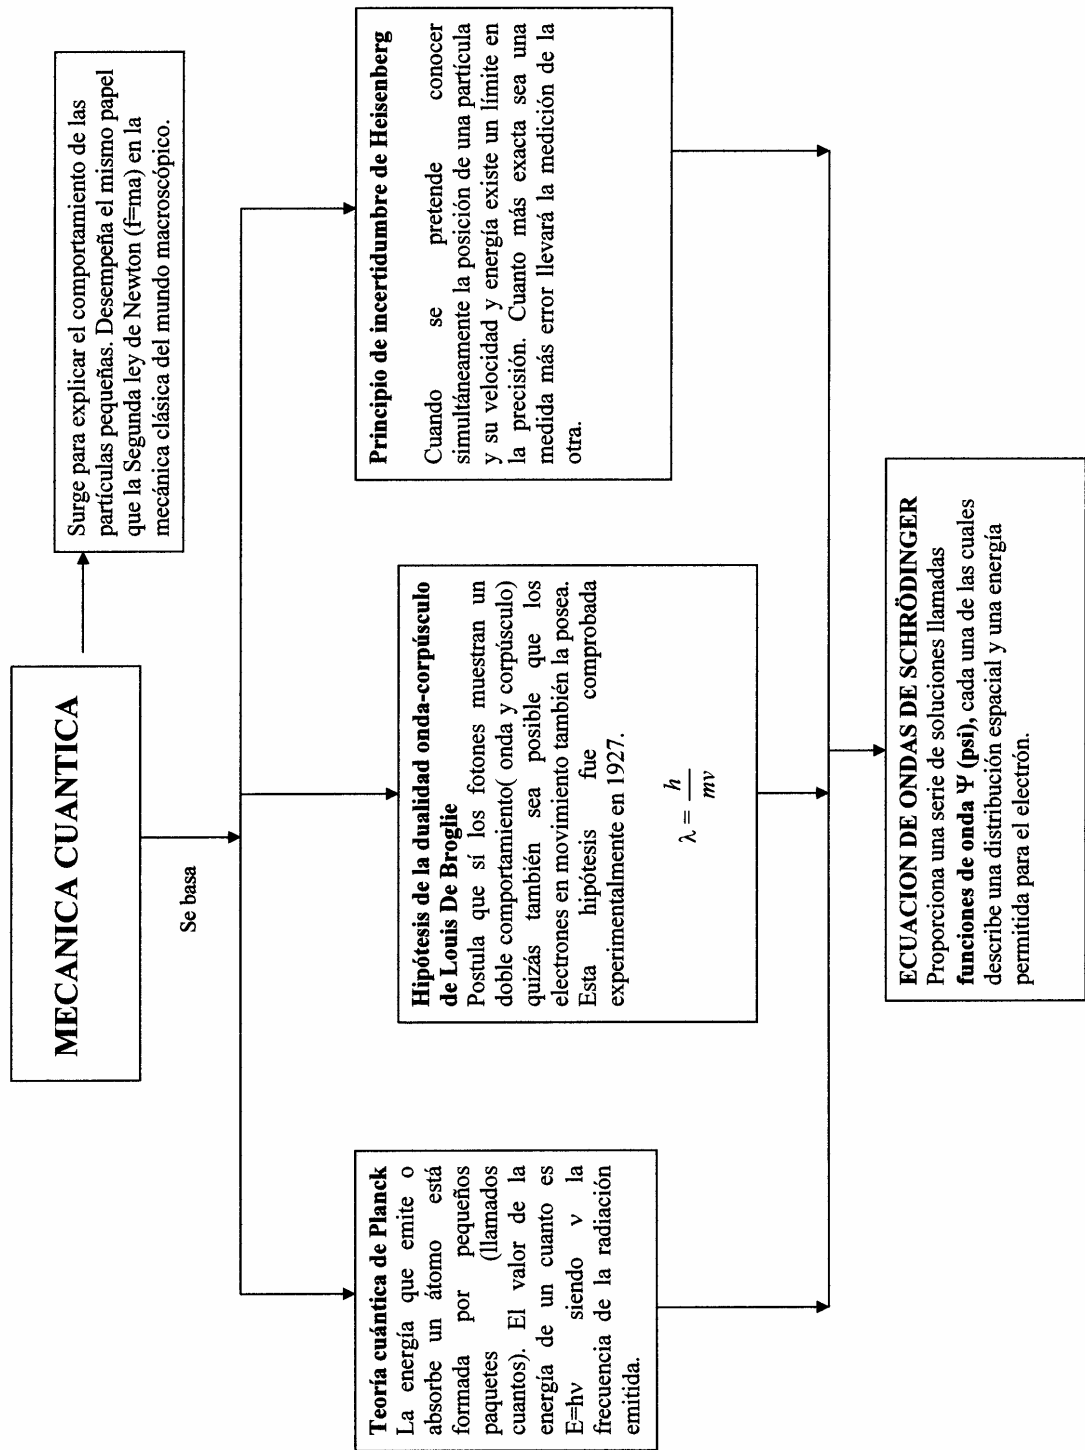 MECANICA CUANTICA
Surge para explicar el comportamiento de las
partículas pequeñas. Desempeña el mismo papel
que la Segunda ley de Newton (f=ma) en la
mecánica clásica del mundo macroscópico.
Se basa
Teoría cuántica de Planck
La energía que emite o
absorbe un átomo está
formada por pequeños
paquetes (llamados
cuantos). El valor de la
energía de un cuanto es
E=hν siendo ν la
frecuencia de la radiación
emitida.
Hipótesis de la dualidad onda-corpúsculo
de Louis De Broglie
Postula que sí los fotones muestran un
doble comportamiento( onda y corpúsculo)
quizás también sea posible que los
electrones en movimiento también la posea.
Esta hipótesis fue comprobada
experimentalmente en 1927.
λ = h / mv
Principio de incertidumbre de Heisenberg
Cuando se pretende conocer
simultáneamente la posición de una partícula
y su velocidad y energía existe un límite en
la precisión. Cuanto más exacta sea una
medida más error llevará la medición de la
otra.
ECUACION DE ONDAS DE SCHRÖDINGER
Proporciona una serie de soluciones llamadas
funciones de onda Ψ (psi), cada una de las cuales
describe una distribución espacial y una energía
permitida para el electrón.